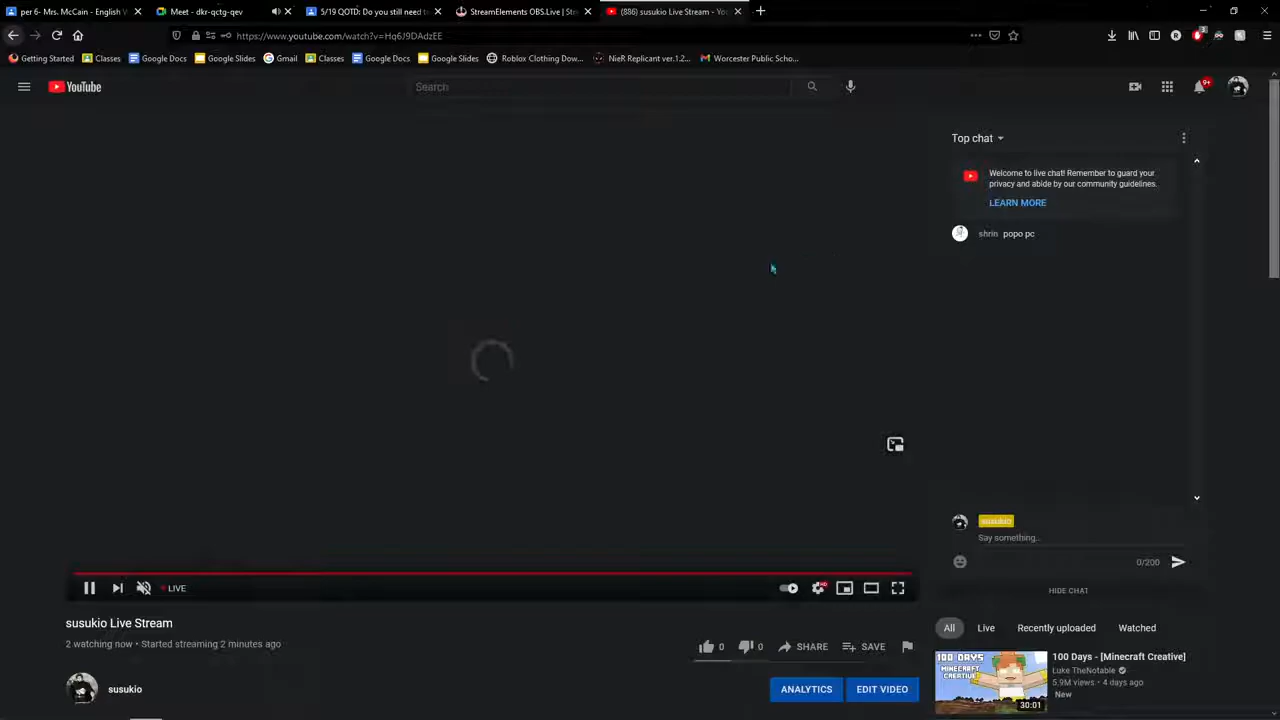 per 6- Mrs. McCain - English V
Meet - dkr-qctg-qev
5/19 QOTD: Do you still need t
StreamElements OBS.Live | Str
(886) susukio Live Stream - You
https://www.youtube.com/watch?v=Hq6J9DAdzEE
3
Getting Started
Classes
Google Docs
Google Slides
Gmail
Classes
Google Docs
Google Slides
Roblox Clothing Dow...
NieR Replicant ver.1.2...
Worcester Public Scho...
YouTube
Search
9+
Top chat
Welcome to live chat! Remember to guard your
privacy and abide by our community guidelines.
LEARN MORE
shrin popo pc
susukio
Say something...
0/200
HIDE CHAT
LIVE
HD
susukio Live Stream
2 watching now • Started streaming 2 minutes ago
0
0
SHARE
SAVE
susukio
ANALYTICS
EDIT VIDEO
All
Live
Recently uploaded
Watched
100 DAYS
MINECRAFT
CREATIVE
30:01
100 Days - [Minecraft Creative]
Luke TheNotable
5.9M views • 4 days ago
New